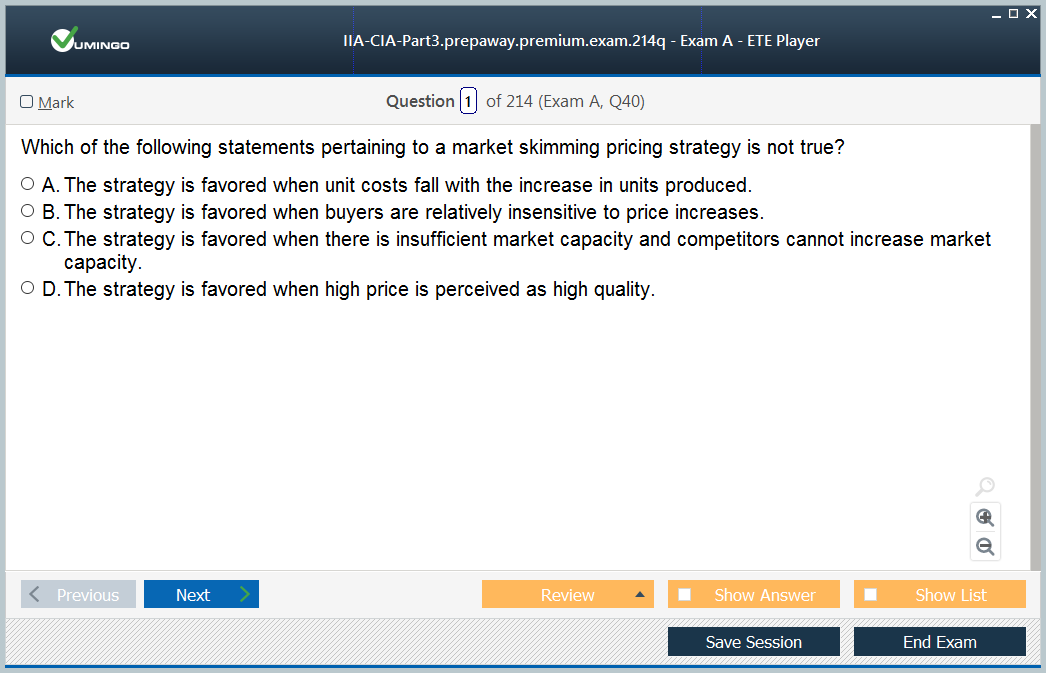 VUMINGO
IIA-CIA-Part3.prepaway.premium.exam.214q - Exam A - ETE Player
Mark
Question 1 of 214 (Exam A, Q40)
Which of the following statements pertaining to a market skimming pricing strategy is not true?
A. The strategy is favored when unit costs fall with the increase in units produced.
B. The strategy is favored when buyers are relatively insensitive to price increases.
C. The strategy is favored when there is insufficient market capacity and competitors cannot increase market
capacity.
D. The strategy is favored when high price is perceived as high quality.
Previous
Next
Review
Show Answer
Show List
Save Session
End Exam